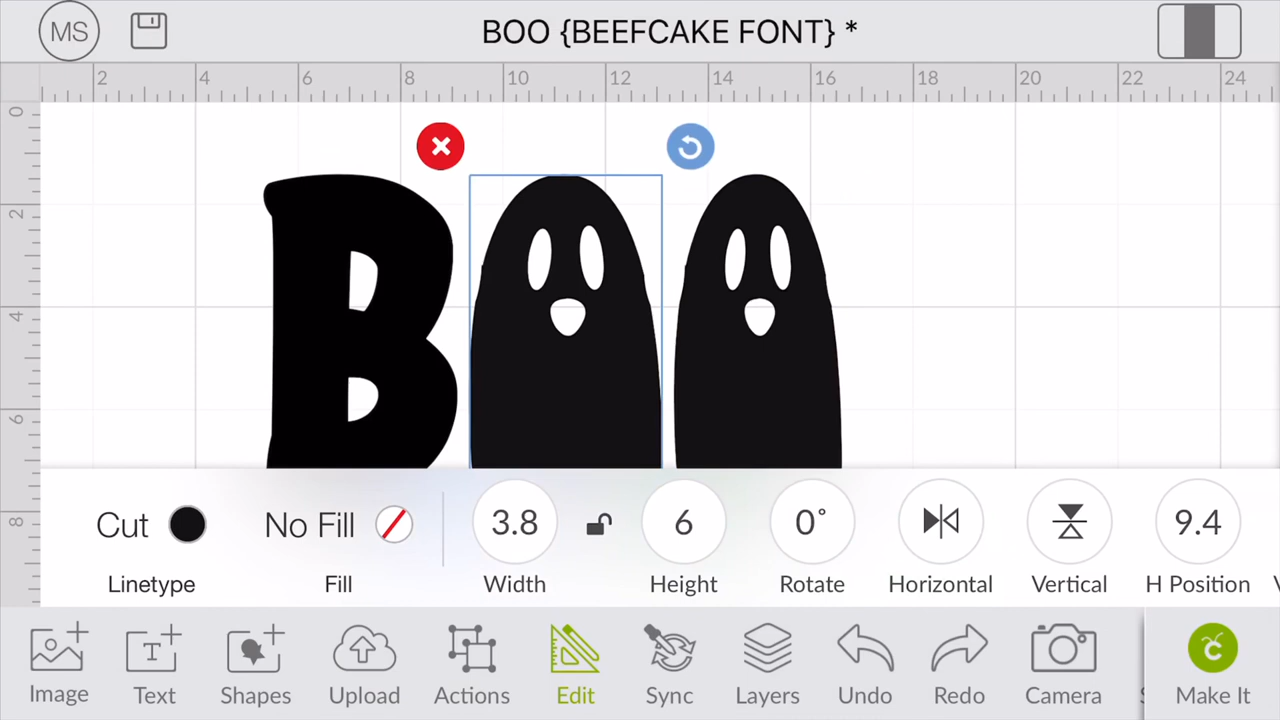 MS
BOO {BEEFCAKE FONT} *
2 4 6 8 10 12 14 16 18 20 22 24
0
2
4
6
8
B
Cut
No Fill
3.8
6
0°
9.4
Linetype
Fill
Width
Height
Rotate
Horizontal
Vertical
H Position
T
Image
Text
Shapes
Upload
Actions
Edit
Sync
Layers
Undo
Redo
Camera
Make It